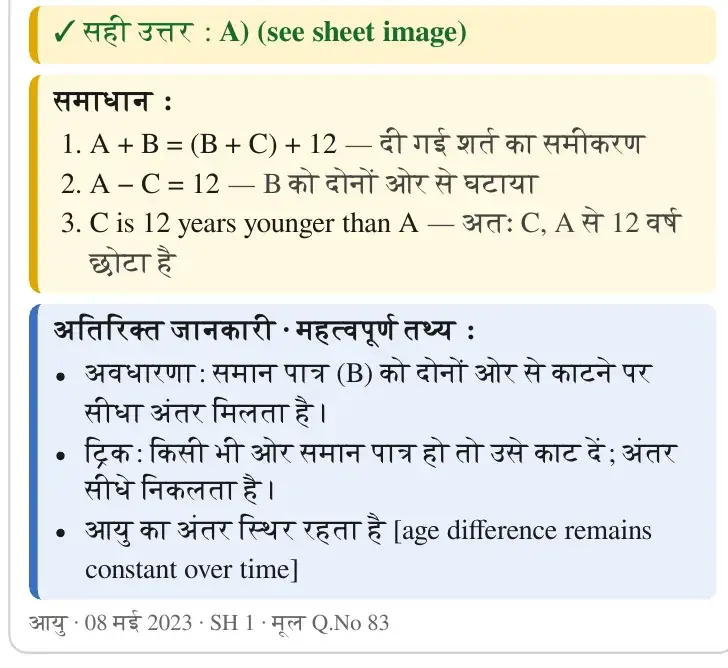 ✓ सही उत्तर : A) (see sheet image)
समाधान :
1. A + B = (B + C) + 12 — दी गई शर्त का समीकरण
2. A − C = 12 — B को दोनों ओर से घटाया
3. C is 12 years younger than A — अतः C, A से 12 वर्ष
छोटा है
अतिरिक्त जानकारी · महत्वपूर्ण तथ्य :
• अवधारणा : समान पात्र (B) को दोनों ओर से काटने पर
सीधा अंतर मिलता है।
• ट्रिक : किसी भी ओर समान पात्र हो तो उसे काट दें ; अंतर
सीधे निकलता है।
• आयु का अंतर स्थिर रहता है [age difference remains
constant over time]
आयु · 08 मई 2023 · SH 1 · मूल Q.No 83